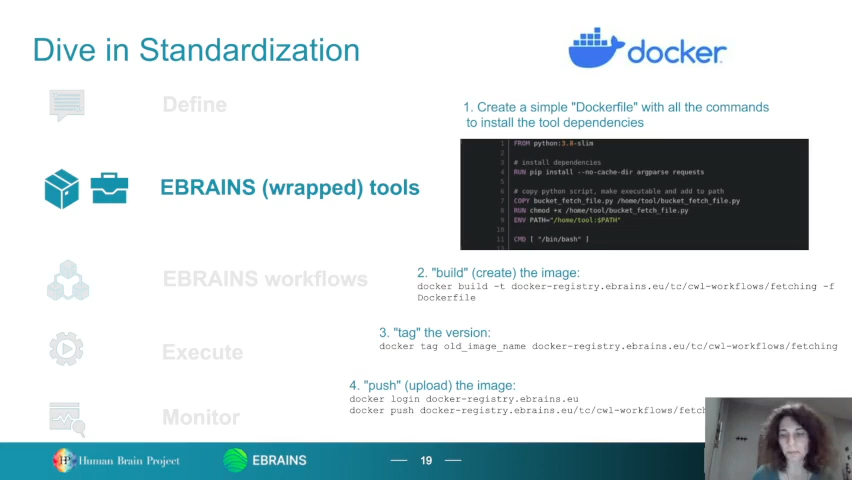 Dive in Standardization
docker
Define
EBRAINS (wrapped) tools
EBRAINS workflows
Execute
Monitor
1. Create a simple "Dockerfile" with all the commands
to install the tool dependencies
1 FROM python:3.8-slim
2
3 # install dependencies
4 RUN pip install --no-cache-dir argparse requests
5
6 # copy python script, make executable and add to path
7 COPY bucket_fetch_file.py /home/tool/bucket_fetch_file.py
8 RUN chmod +x /home/tool/bucket_fetch_file.py
9 ENV PATH="/home/tool:$PATH"
10
11 CMD [ "/bin/bash" ]
2. "build" (create) the image:
docker build -t docker-registry.ebrains.eu/tc/cwl-workflows/fetching -f
Dockerfile
3. "tag" the version:
docker tag old_image_name docker-registry.ebrains.eu/tc/cwl-workflows/fetching
4. "push" (upload) the image:
docker login docker-registry.ebrains.eu
docker push docker-registry.ebrains.eu/tc/cwl-workflows/fetch
Human Brain Project
EBRAINS
19